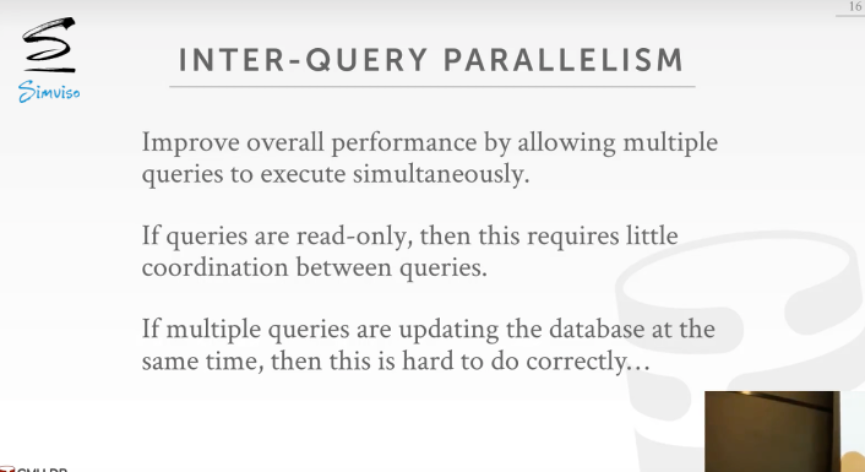 16
Simviso
INTER-QUERY PARALLELISM
Improve overall performance by allowing multiple
queries to execute simultaneously.
If queries are read-only, then this requires little
coordination between queries.
If multiple queries are updating the database at the
same time, then this is hard to do correctly…